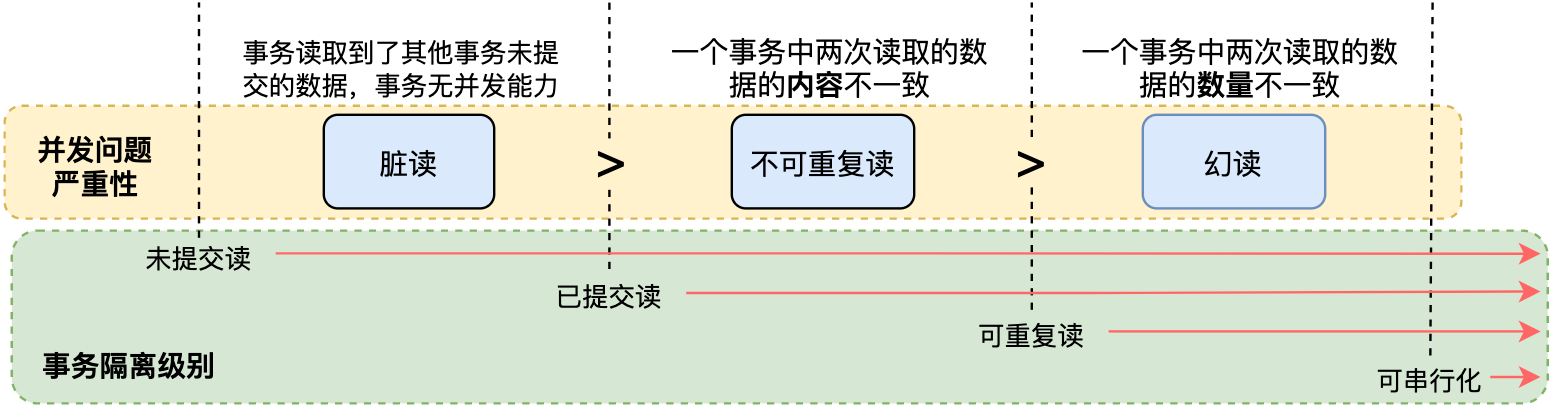 事务读取到了其他事务未提
交的数据，事务无并发能力
一个事务中两次读取的数
据的内容不一致
一个事务中两次读取的数
据的数量不一致
并发问题
严重性
脏读
>
不可重复读
>
幻读
未提交读
已提交读
可重复读
事务隔离级别
可串行化